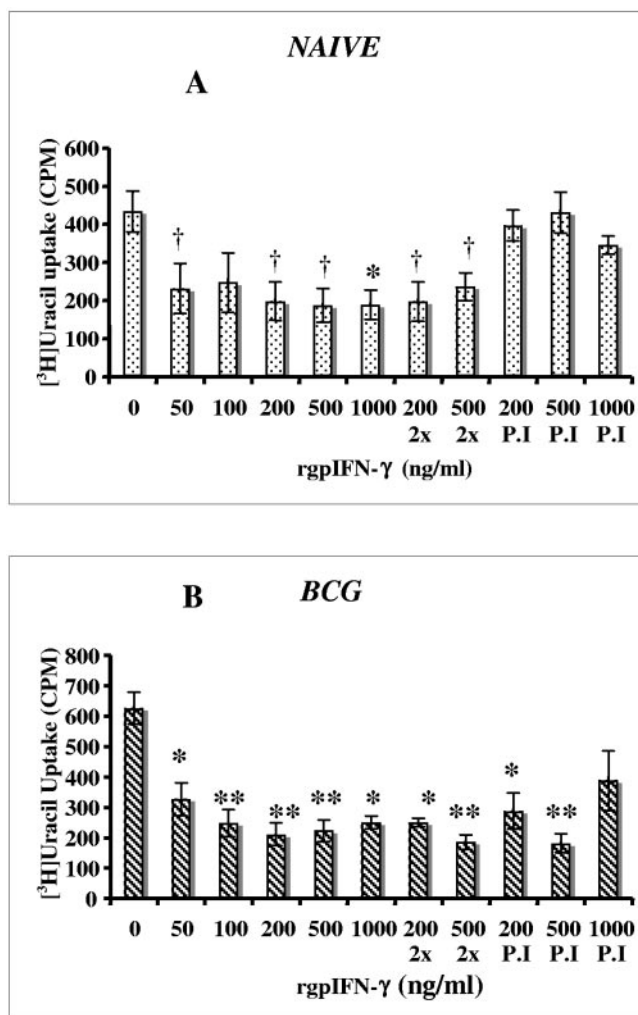 NAIVE
A
[³H]Uracil uptake (CPM)
600
500
400
300
200
100
0
† † † * † †
0 50 100 200 500 1000 200 500 200 500 1000
2x 2x P.I P.I P.I
rgpIFN-γ (ng/ml)
B BCG
[³H]Uracil Uptake (CPM)
800
700
600
500
400
300
200
100
0
* ** ** ** * * ** * **
0 50 100 200 500 1000 200 500 200 500 1000
2x 2x P.I P.I P.I
rgpIFN-γ (ng/ml)